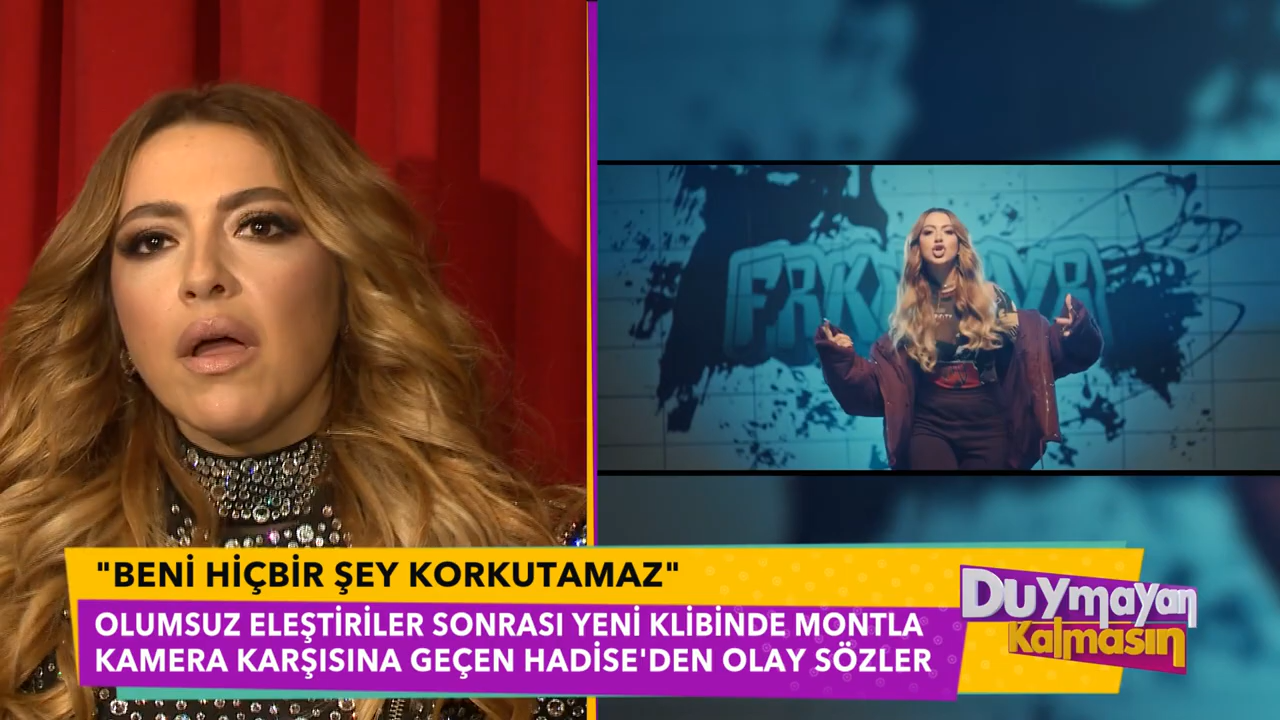 FRK
"BENİ HİÇBİR ŞEY KORKUTAMAZ"
OLUMSUZ ELEŞTİRİLER SONRASI YENİ KLİBİNDE MONTLA
KAMERA KARŞISINA GEÇEN HADİSE'DEN OLAY SÖZLER
DUYmayan
Kalmasın